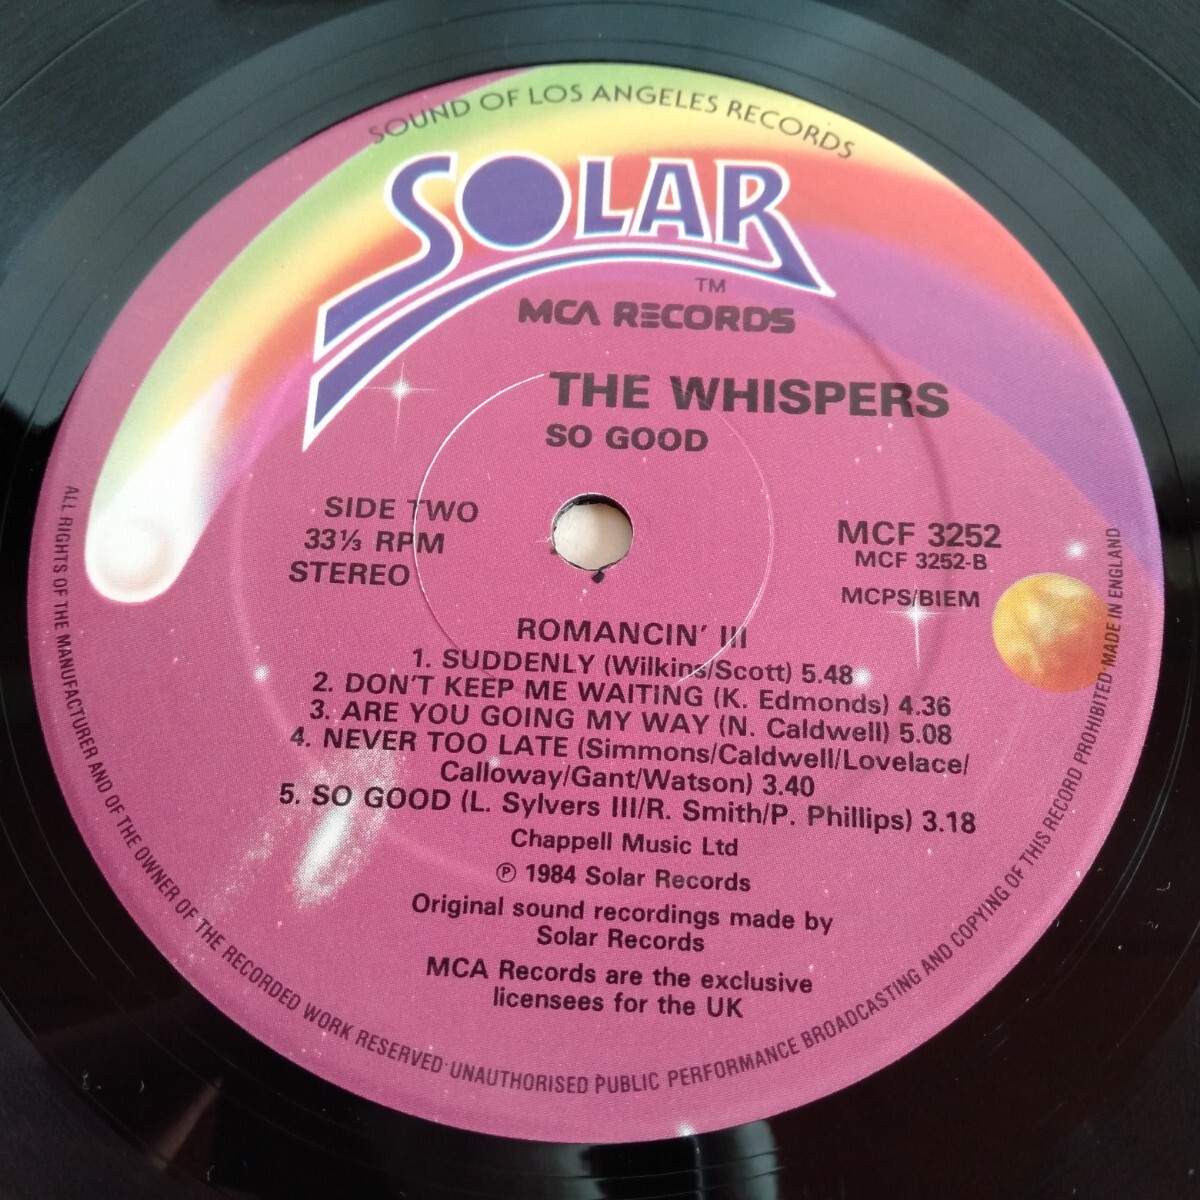 SOUND OF LOS ANGELES RECORDS
SOLAR
TM
MCA RECORDS
THE WHISPERS
SO GOOD
SIDE TWO
33⅓ RPM
STEREO
MCF 3252
MCF 3252-B
MCPS/BIEM
ROMANCIN' III
1. SUDDENLY (Wilkins/Scott) 5.48
2. DON'T KEEP ME WAITING (K. Edmonds) 4.36
3. ARE YOU GOING MY WAY (N. Caldwell) 5.08
4. NEVER TOO LATE (Simmons/Caldwell/Lovelace/
Calloway/Gant/Watson) 3.40
5. SO GOOD (L. Sylvers III/R. Smith/P. Phillips) 3.18
Chappell Music Ltd
℗ 1984 Solar Records
Original sound recordings made by
Solar Records
MCA Records are the exclusive
licensees for the UK
ALL RIGHTS OF THE MANUFACTURER AND OF THE OWNER OF THE RECORDED WORK RESERVED·UNAUTHORISED PUBLIC PERFORMANCE BROADCASTING AND COPYING OF THIS RECORD PROHIBITED·MADE IN ENGLAND